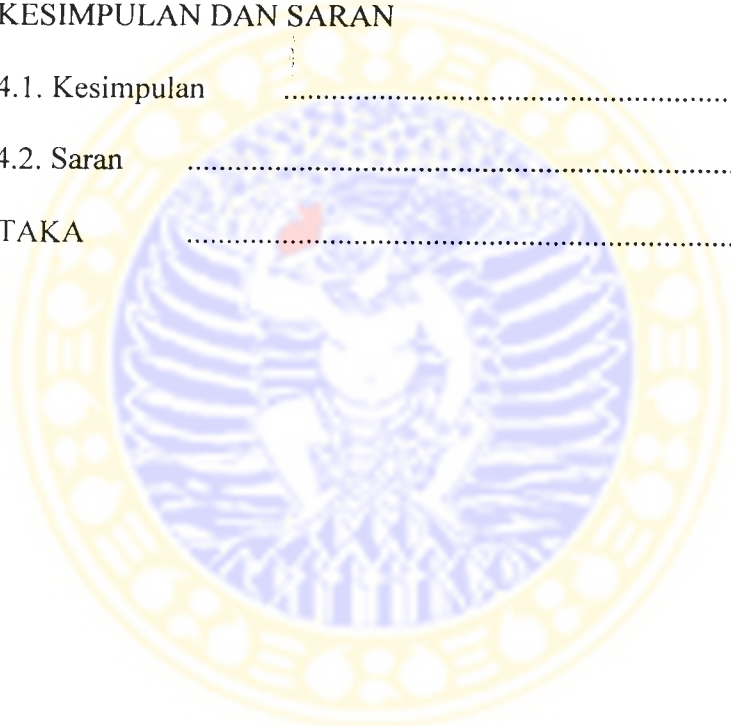 KESIMPULAN DAN SARAN
4.1. Kesimpulan ................................................................
4.2. Saran ................................................................................
TAKA ................................................................................